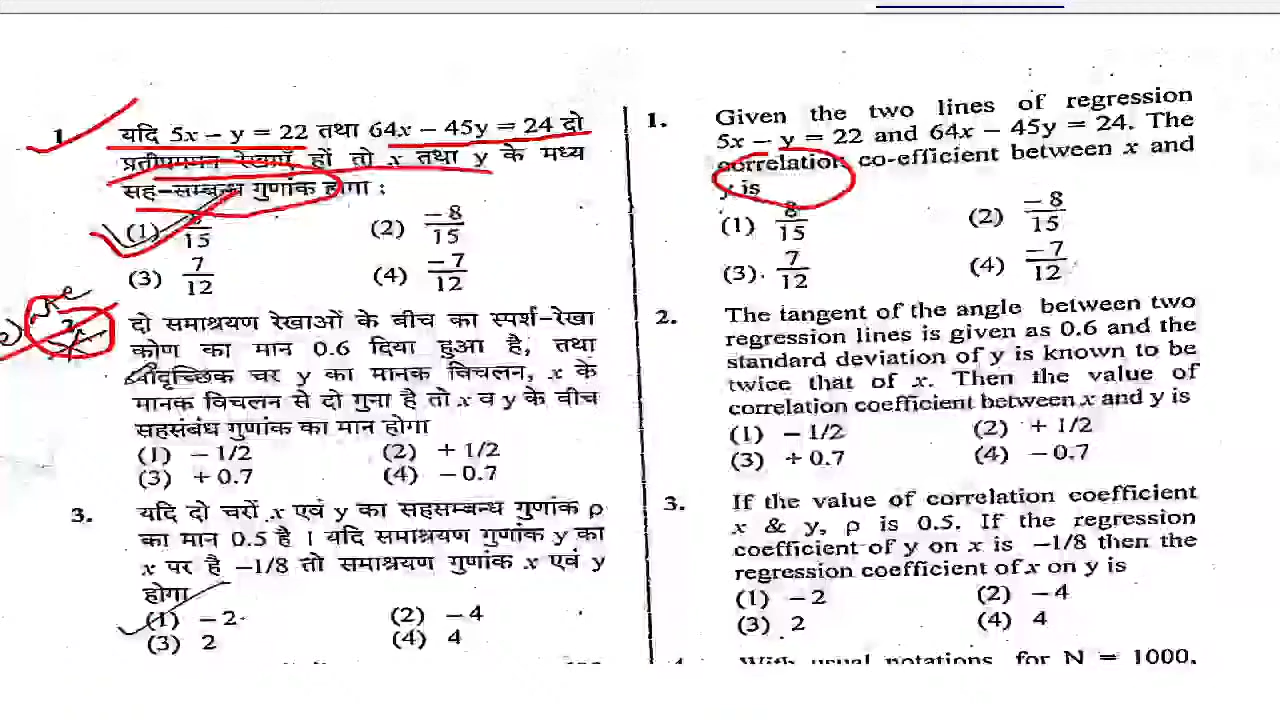 1.
यदि 5x – y = 22 तथा 64x – 45y = 24 दो
प्रतीपगमन रेखाएँ हों तो x तथा y के मध्य
सह-सम्बन्ध गुणांक होगा :
(1) 8/15 (2) –8/15
(3) 7/12 (4) –7/12
दो समाश्रयण रेखाओं के बीच का स्पर्श-रेखा
कोण का मान 0.6 दिया हुआ है, तथा
यादृच्छिक चर y का मानक विचलन, x के
मानक विचलन से दो गुना है तो x व y के बीच
सहसंबंध गुणांक का मान होगा
(1) – 1/2 (2) + 1/2
(3) + 0.7 (4) – 0.7
3. यदि दो चरों x एवं y का सहसम्बन्ध गुणांक ρ
का मान 0.5 है । यदि समाश्रयण गुणांक y का
x पर है –1/8 तो समाश्रयण गुणांक x एवं y
होगा
(1) – 2 (2) – 4
(3) 2 (4) 4
1. Given the two lines of regression
5x – y = 22 and 64x – 45y = 24. The
correlation co-efficient between x and
y is
(1) 8/15 (2) –8/15
(3) 7/12 (4) –7/12
2. The tangent of the angle between two
regression lines is given as 0.6 and the
standard deviation of y is known to be
twice that of x. Then the value of
correlation coefficient between x and y is
(1) – 1/2 (2) + 1/2
(3) + 0.7 (4) – 0.7
3. If the value of correlation coefficient
x & y, ρ is 0.5. If the regression
coefficient of y on x is –1/8 then the
regression coefficient of x on y is
(1) – 2 (2) – 4
(3) 2 (4) 4
With usual notations for N = 1000,